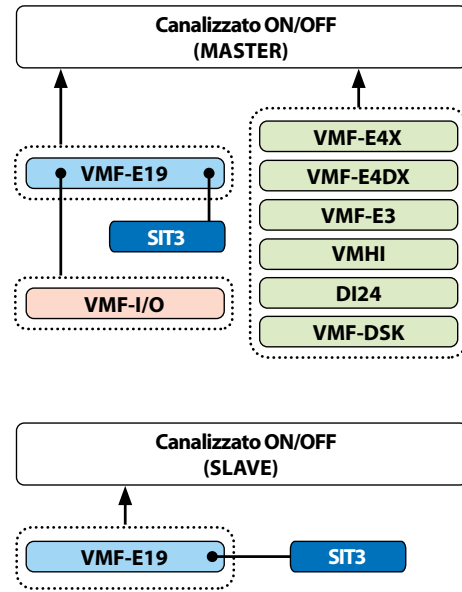 Canalizzato ON/OFF
(MASTER)
VMF-E19
SIT3
VMF-I/O
VMF-E4X
VMF-E4DX
VMF-E3
VMHI
DI24
VMF-DSK
Canalizzato ON/OFF
(SLAVE)
VMF-E19
SIT3